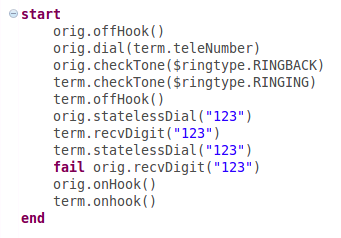 start
orig.offHook()
orig.dial(term.teleNumber)
orig.checkTone($ringtype.RINGBACK)
term.checkTone($ringtype.RINGING)
term.offHook()
orig.statelessDial("123")
term.recvDigit("123")
term.statelessDial("123")
fail orig.recvDigit("123")
orig.onHook()
term.onhook()
end